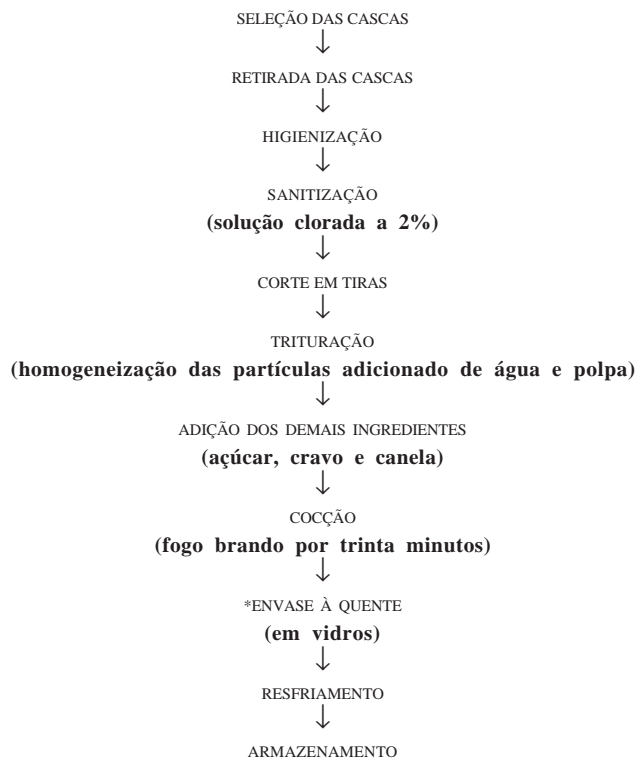 SELEÇÃO DAS CASCAS
↓
RETIRADA DAS CASCAS
↓
HIGIENIZAÇÃO
↓
SANITIZAÇÃO
(solução clorada a 2%)
↓
CORTE EM TIRAS
↓
TRITURAÇÃO
(homogeneização das partículas adicionado de água e polpa)
↓
ADIÇÃO DOS DEMAIS INGREDIENTES
(açúcar, cravo e canela)
↓
COCÇÃO
(fogo brando por trinta minutos)
↓
*ENVASE À QUENTE
(em vidros)
↓
RESFRIAMENTO
↓
ARMAZENAMENTO